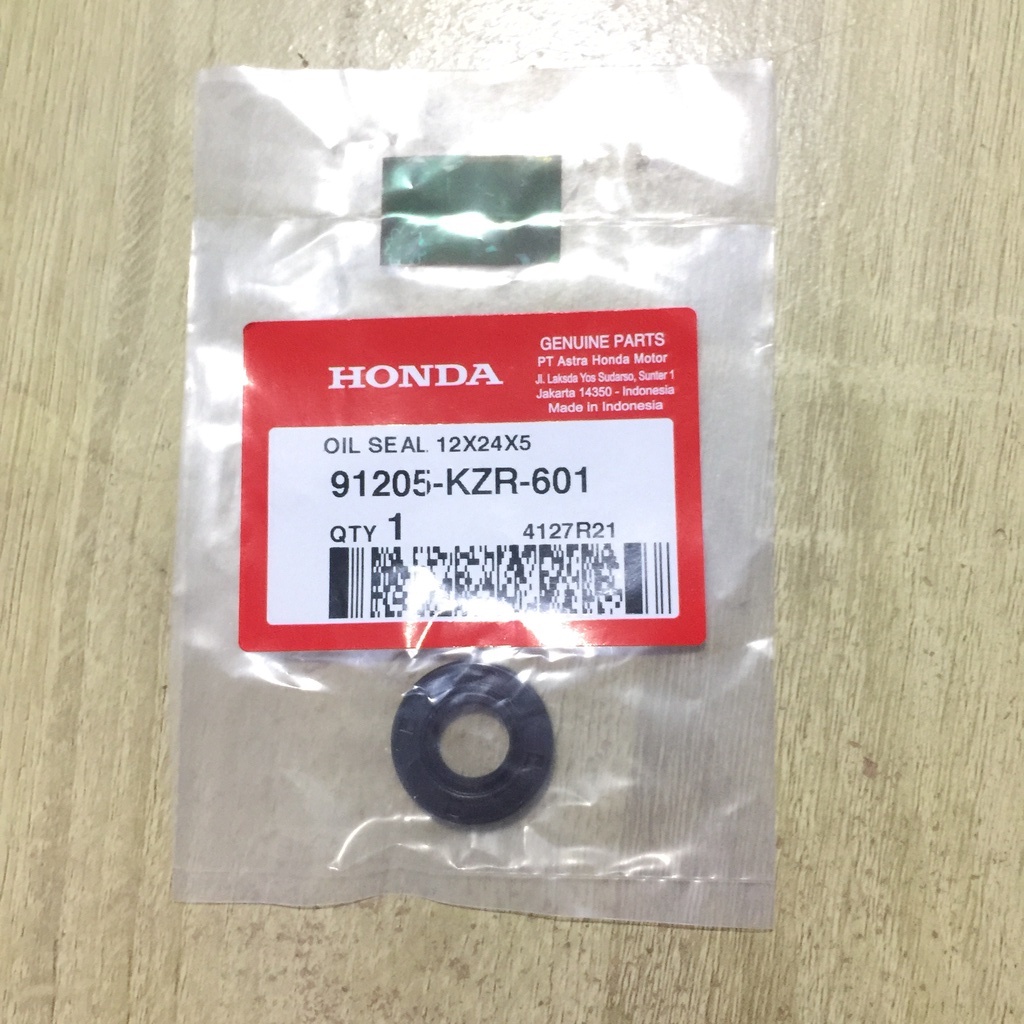 HONDA
GENUINE PARTS
PT Astra Honda Motor
Jl. Laksda Yos Sudarso, Sunter 1
Jakarta 14350 - Indonesia
Made in Indonesia
OIL SEAL 12X24X5
91205-KZR-601
QTY 1
4127R21